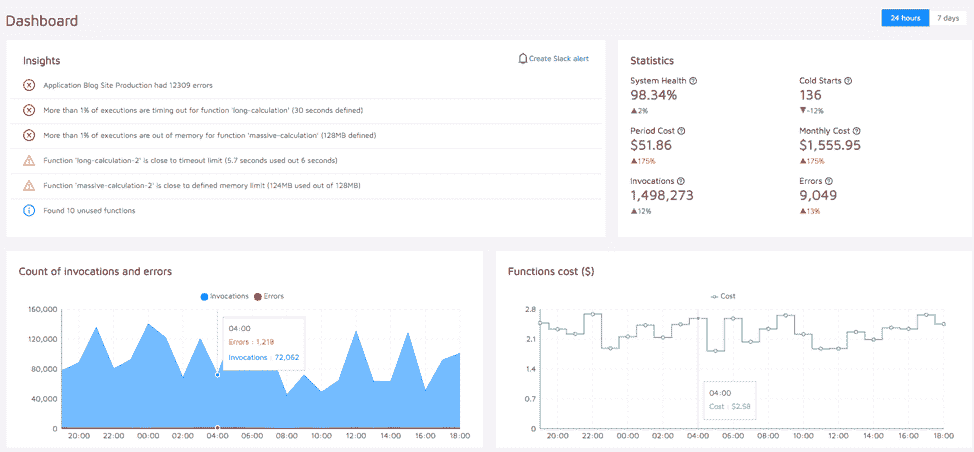 Dashboard
24 hours
7 days
Insights
Create Slack alert
Application Blog Site Production had 12309 errors
More than 1% of executions are timing out for function 'long-calculation' (30 seconds defined)
More than 1% of executions are out of memory for function 'massive-calculation' (128MB defined)
Function 'long-calculation-2' is close to timeout limit (5.7 seconds used out 6 seconds)
Function 'massive-calculation-2' is close to defined memory limit (124MB used out of 128MB)
Found 10 unused functions
Statistics
System Health
98.34%
▲2%
Cold Starts
136
▼-12%
Period Cost
$51.86
▲175%
Monthly Cost
$1,555.95
▲175%
Invocations
1,498,273
▲12%
Errors
9,049
▲13%
Count of invocations and errors
Invocations Errors
160,000
120,000
80,000
40,000
0
04:00
Errors : 1,219
Invocations : 72,062
20:00 22:00 00:00 02:00 04:00 06:00 08:00 10:00 12:00 14:00 16:00 18:00
Functions cost ($)
Cost
2.8
2.1
1.4
0.7
0
04:00
Cost : $2.58
20:00 22:00 00:00 02:00 04:00 06:00 08:00 10:00 12:00 14:00 16:00 18:00